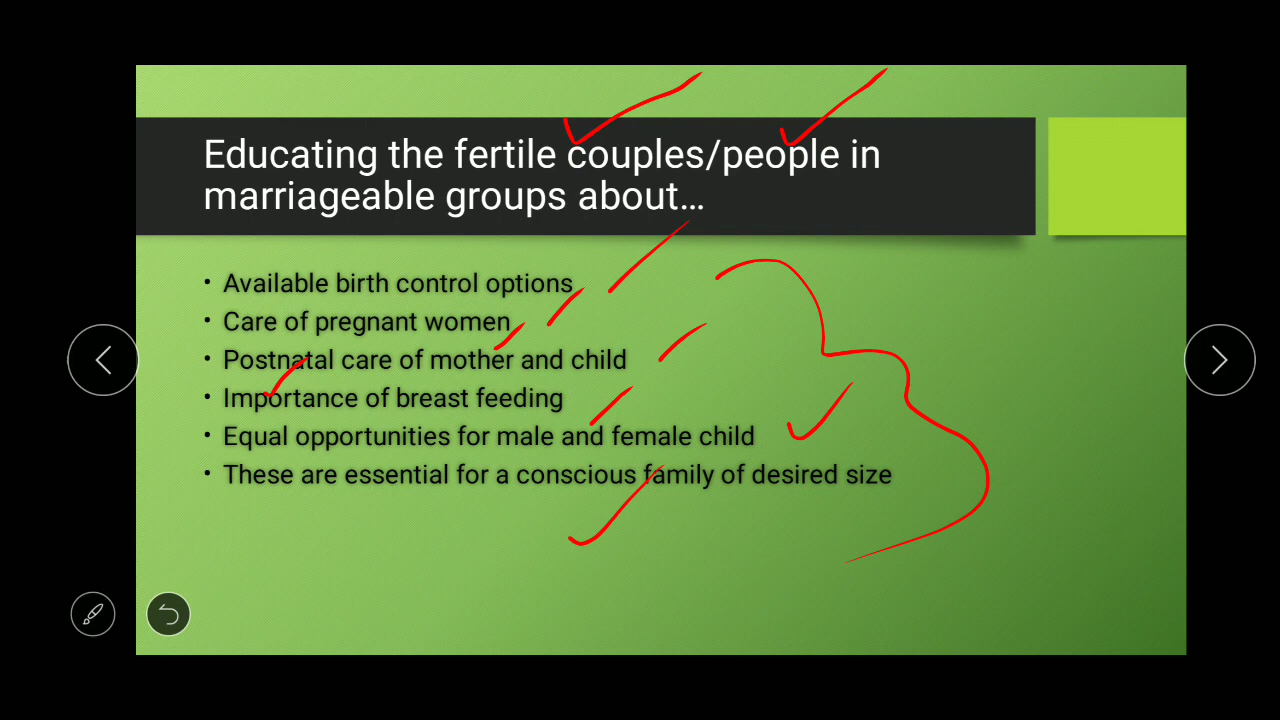 Educating the fertile couples/people in
marriageable groups about...
• Available birth control options
• Care of pregnant women
• Postnatal care of mother and child
• Importance of breast feeding
• Equal opportunities for male and female child
• These are essential for a conscious family of desired size